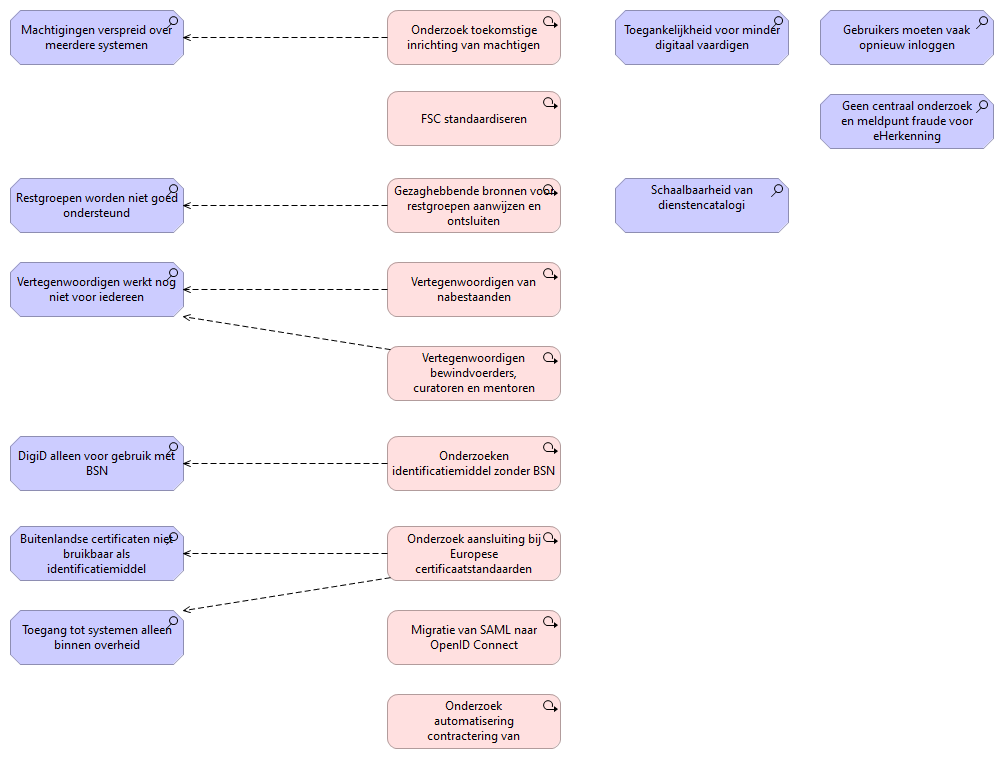 Machtigingen verspreid over
meerdere systemen
Onderzoek toekomstige
inrichting van machtigen
Toegankelijkheid voor minder
digitaal vaardigen
Gebruikers moeten vaak
opnieuw inloggen
FSC standaardiseren
Geen centraal onderzoek
en meldpunt fraude voor
eHerkenning
Restgroepen worden niet goed
ondersteund
Gezaghebbende bronnen voor
restgroepen aanwijzen en
ontsluiten
Schaalbaarheid van
dienstencatalogi
Vertegenwoordigen werkt nog
niet voor iedereen
Vertegenwoordigen van
nabestaanden
Vertegenwoordigen
bewindvoerders,
curatoren en mentoren
DigiD alleen voor gebruik met
BSN
Onderzoeken
identificatiemiddel zonder BSN
Buitenlandse certificaten niet
bruikbaar als
identificatiemiddel
Onderzoek aansluiting bij
Europese
certificaatstandaarden
Toegang tot systemen alleen
binnen overheid
Migratie van SAML naar
OpenID Connect
Onderzoek
automatisering
contractering van